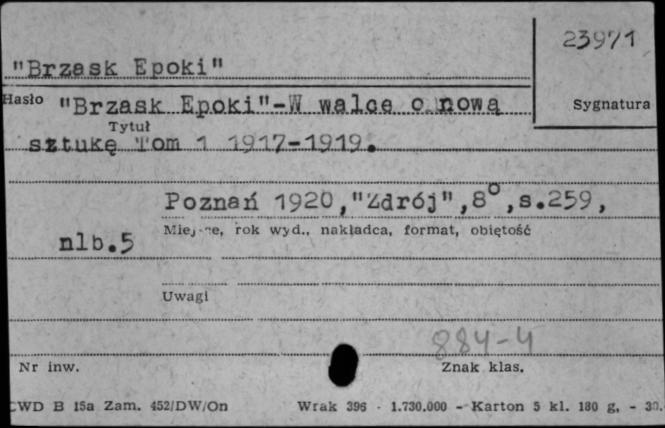 23971
"Brzask Epoki"
Hasło "Brzask Epoki"-W walce o nową
Sygnatura
Tytuł
sztukę Tom 1 1917-1919.
Poznań 1920,"Zdrój",8°,s.259,
Miejsce, rok wyd., nakładca, format, objętość
nlb.5
Uwagi
884-4
Nr inw.
Znak klas.
CWD B 15a Zam. 452/DW/On Wrak 396 - 1.730.000 - Karton 5 kl. 180 g. - 30.